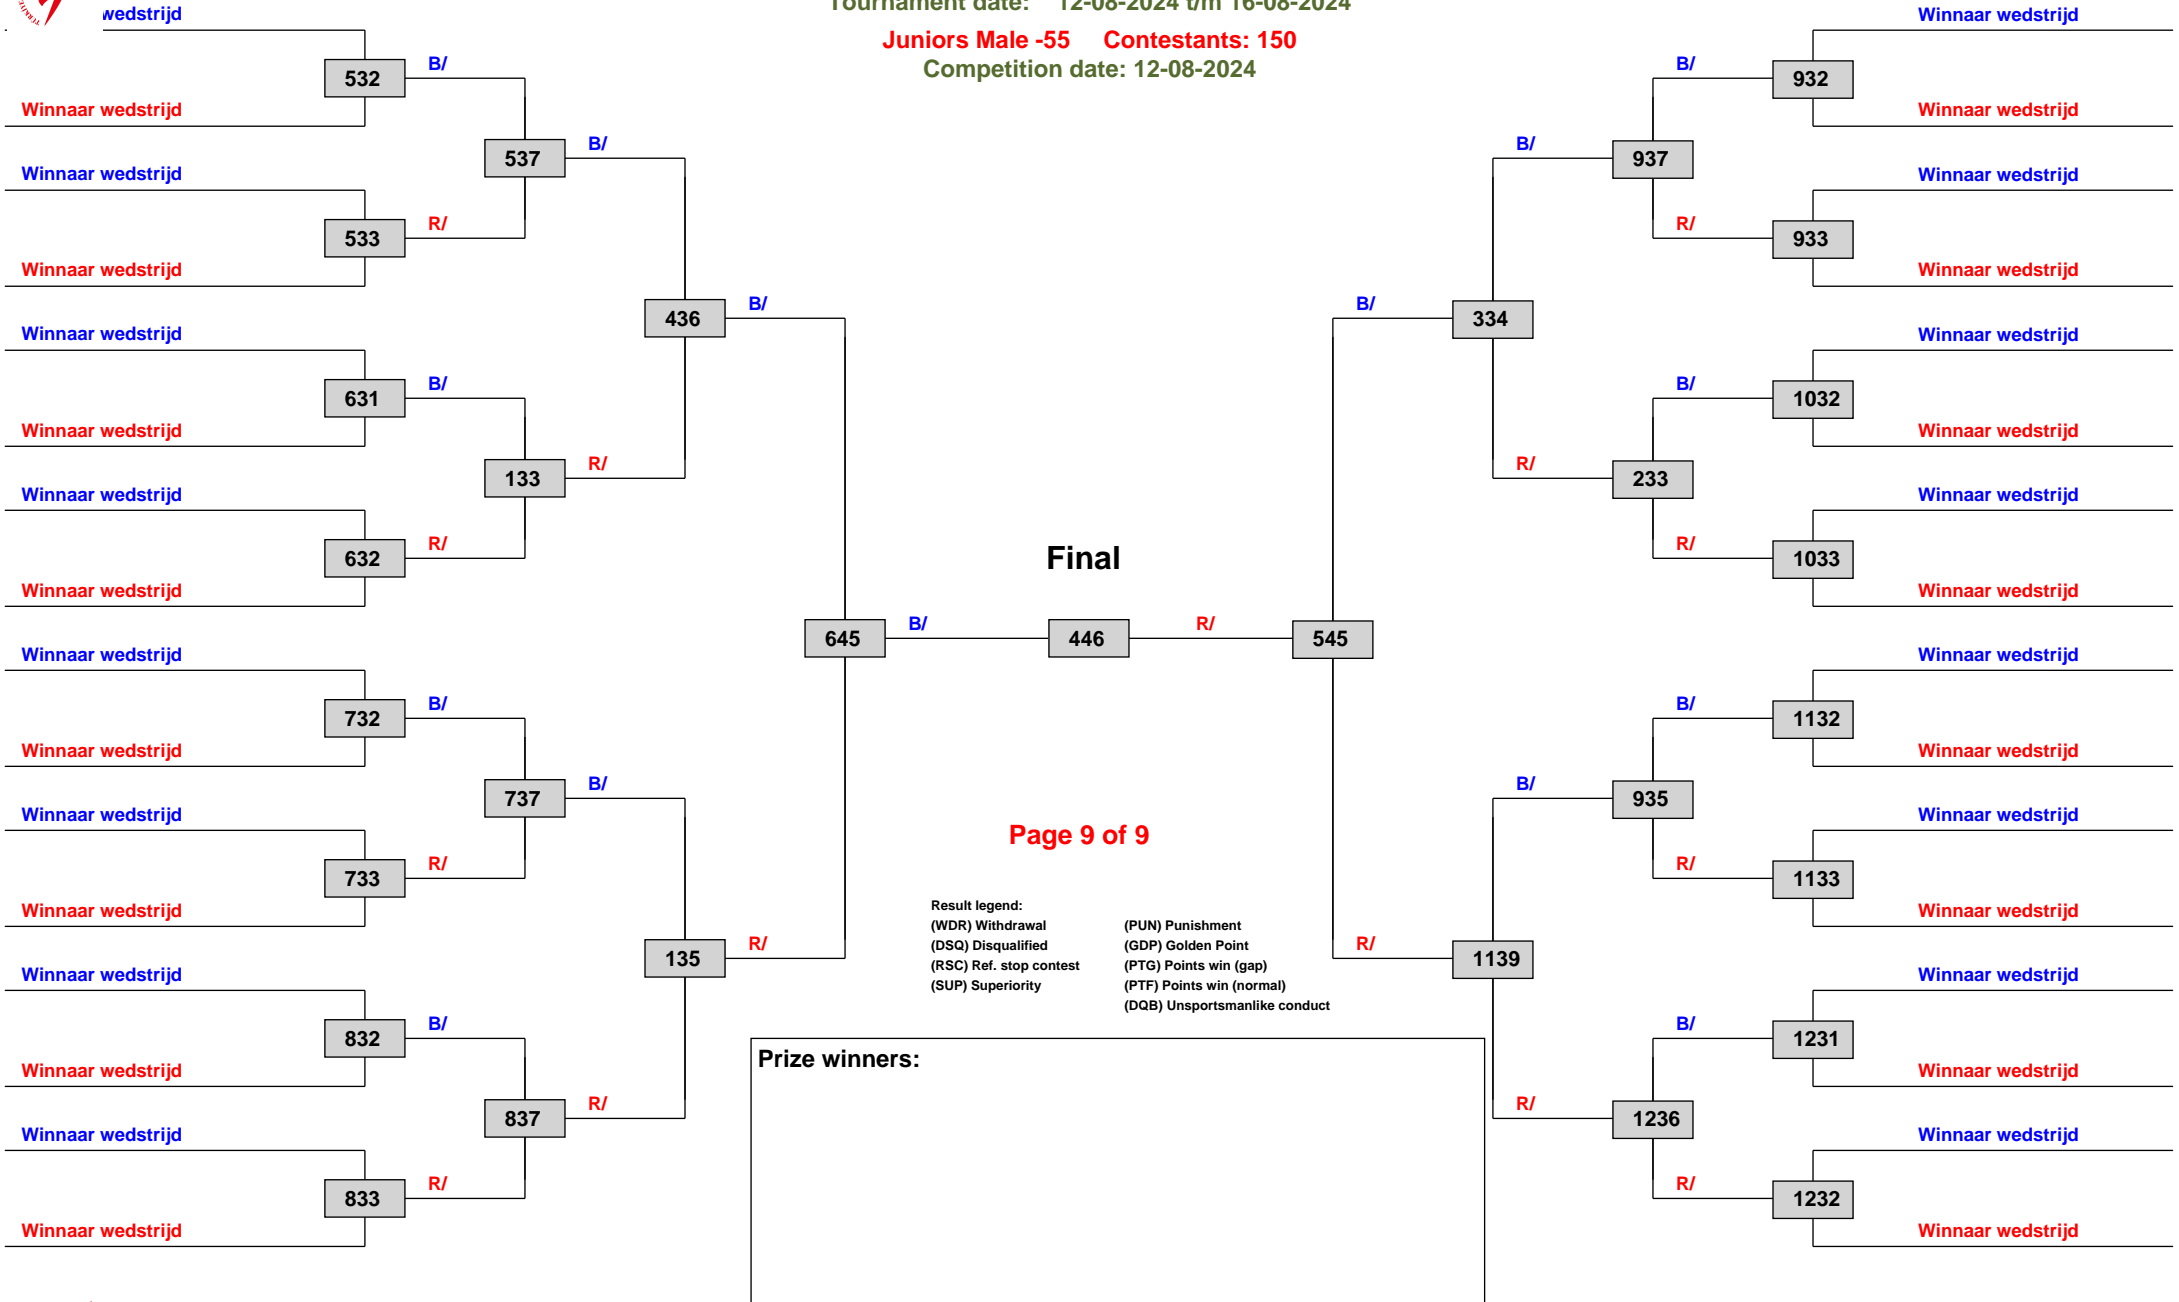 Tournament date: 12-08-2024 t/m 16-08-2024
Juniors Male -55 Contestants: 150
Competition date: 12-08-2024
wedstrijd
532
B/
Winnaar wedstrijd
537
B/
Winnaar wedstrijd
533
R/
Winnaar wedstrijd
436
B/
Winnaar wedstrijd
631
B/
Winnaar wedstrijd
133
R/
Winnaar wedstrijd
632
R/
Winnaar wedstrijd
645
B/
Winnaar wedstrijd
732
B/
Winnaar wedstrijd
737
B/
Winnaar wedstrijd
733
R/
Winnaar wedstrijd
135
R/
Winnaar wedstrijd
832
B/
Winnaar wedstrijd
837
R/
Winnaar wedstrijd
833
R/
Winnaar wedstrijd
Final
446
R/
545
Winnaar wedstrijd
B/
932
Winnaar wedstrijd
B/
937
Winnaar wedstrijd
R/
933
Winnaar wedstrijd
B/
334
Winnaar wedstrijd
B/
1032
Winnaar wedstrijd
R/
233
Winnaar wedstrijd
R/
1033
Winnaar wedstrijd
Winnaar wedstrijd
B/
1132
Winnaar wedstrijd
B/
935
Winnaar wedstrijd
R/
1133
Winnaar wedstrijd
R/
1139
Winnaar wedstrijd
B/
1231
Winnaar wedstrijd
R/
1236
Winnaar wedstrijd
R/
1232
Winnaar wedstrijd
Page 9 of 9
Result legend:
(WDR) Withdrawal
(DSQ) Disqualified
(RSC) Ref. stop contest
(SUP) Superiority
(PUN) Punishment
(GDP) Golden Point
(PTG) Points win (gap)
(PTF) Points win (normal)
(DQB) Unsportsmanlike conduct
Prize winners: